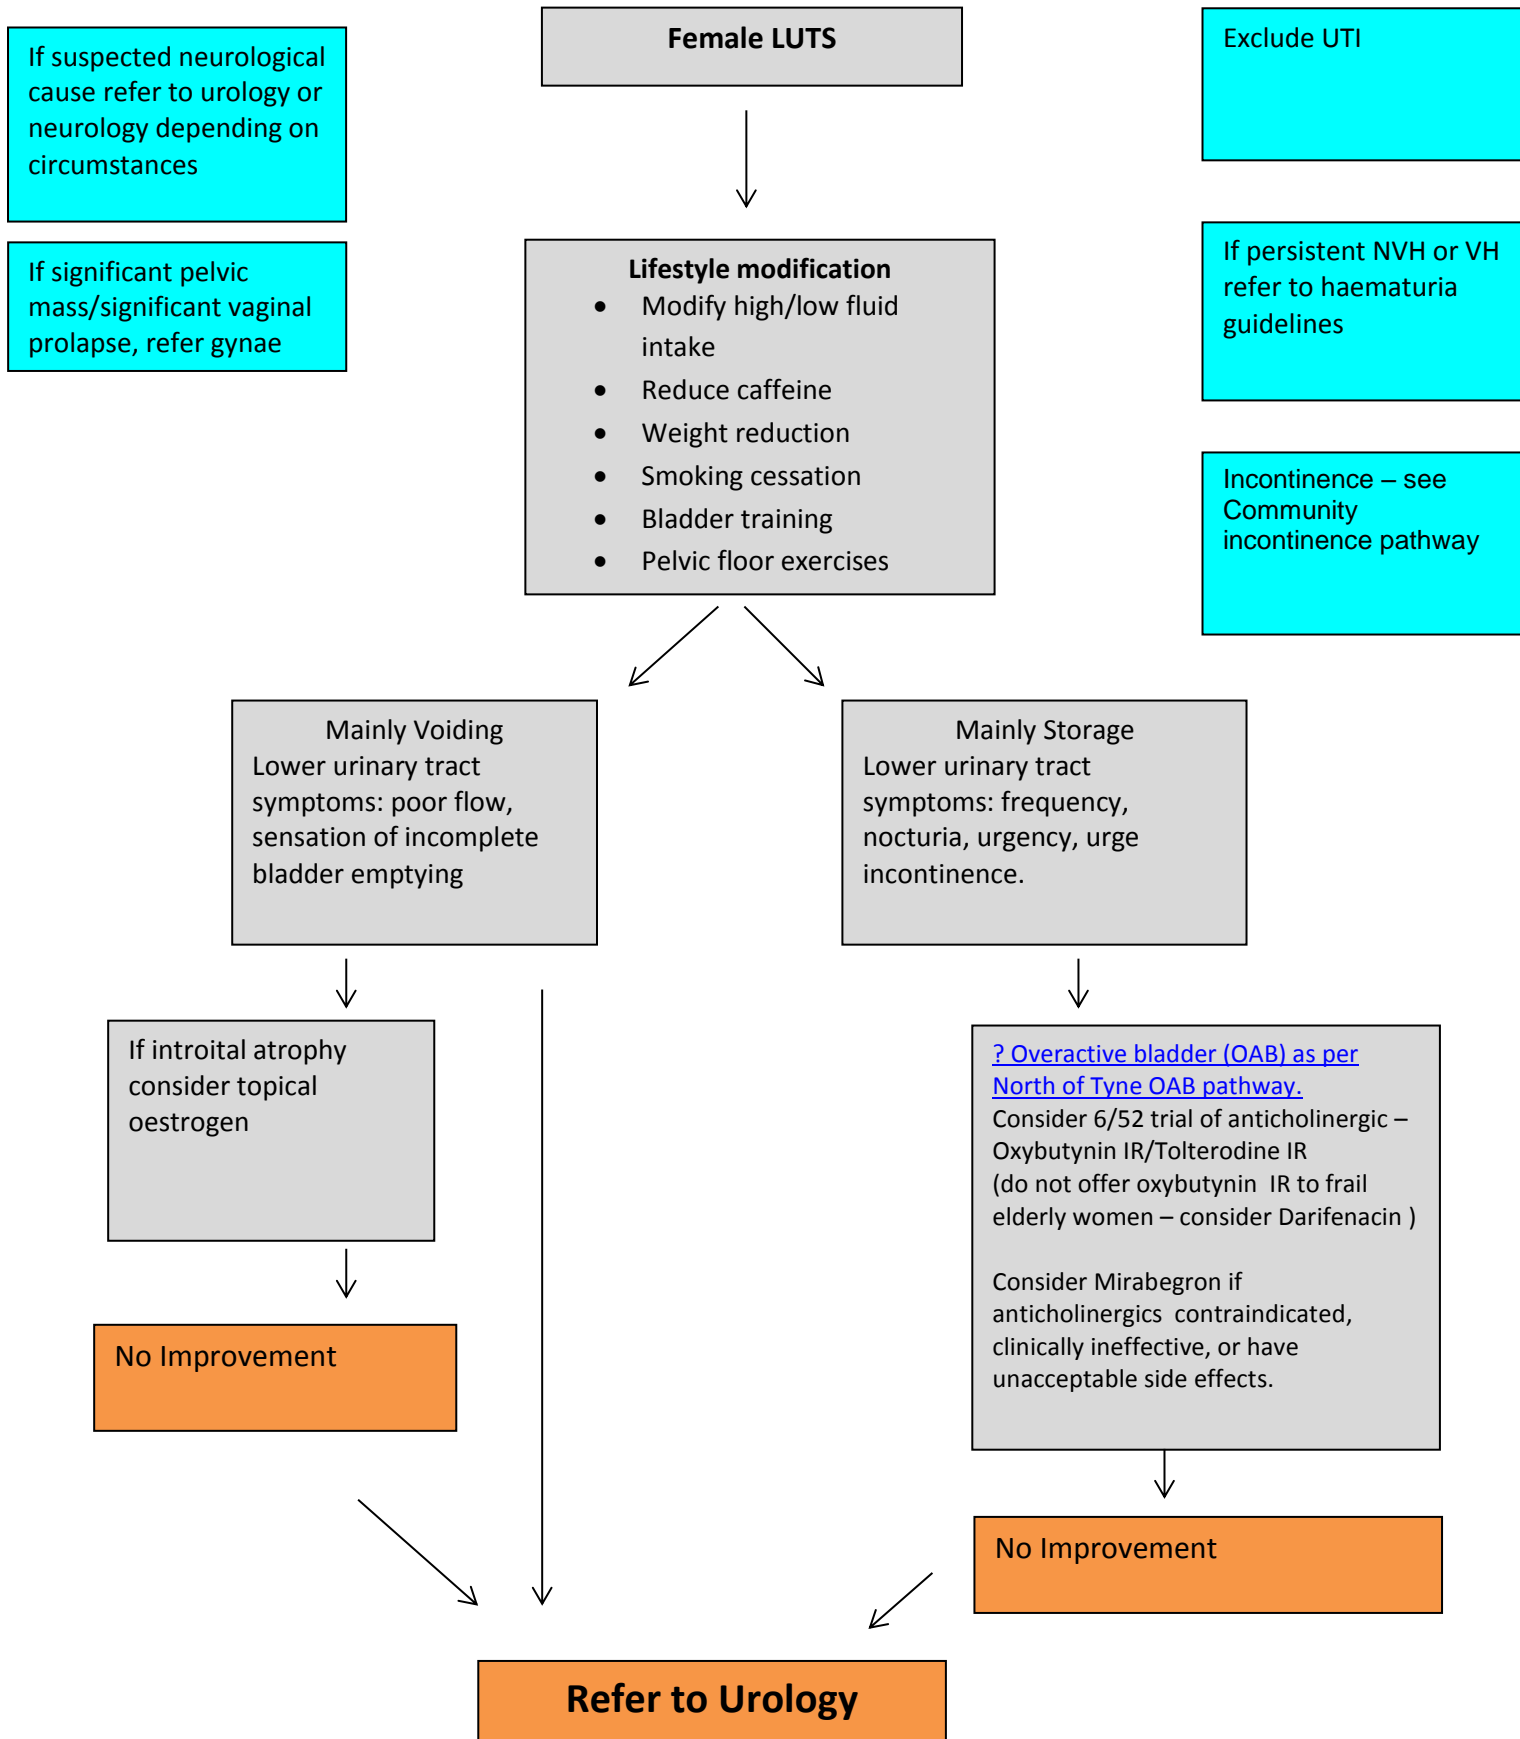 Female LUTS
If suspected neurological
cause refer to urology or
neurology depending on
circumstances
Exclude UTI
If significant pelvic
mass/significant vaginal
prolapse, refer gynae
If persistent NVH or VH
refer to haematuria
guidelines
Incontinence – see
Community
incontinence pathway
Lifestyle modification
• Modify high/low fluid
intake
• Reduce caffeine
• Weight reduction
• Smoking cessation
• Bladder training
• Pelvic floor exercises
Mainly Voiding
Lower urinary tract
symptoms: poor flow,
sensation of incomplete
bladder emptying
Mainly Storage
Lower urinary tract
symptoms: frequency,
nocturia, urgency, urge
incontinence.
If introital atrophy
consider topical
oestrogen
? Overactive bladder (OAB) as per
North of Tyne OAB pathway.
Consider 6/52 trial of anticholinergic –
Oxybutynin IR/Tolterodine IR
(do not offer oxybutynin IR to frail
elderly women – consider Darifenacin )
Consider Mirabegron if
anticholinergics contraindicated,
clinically ineffective, or have
unacceptable side effects.
No Improvement
No Improvement
Refer to Urology